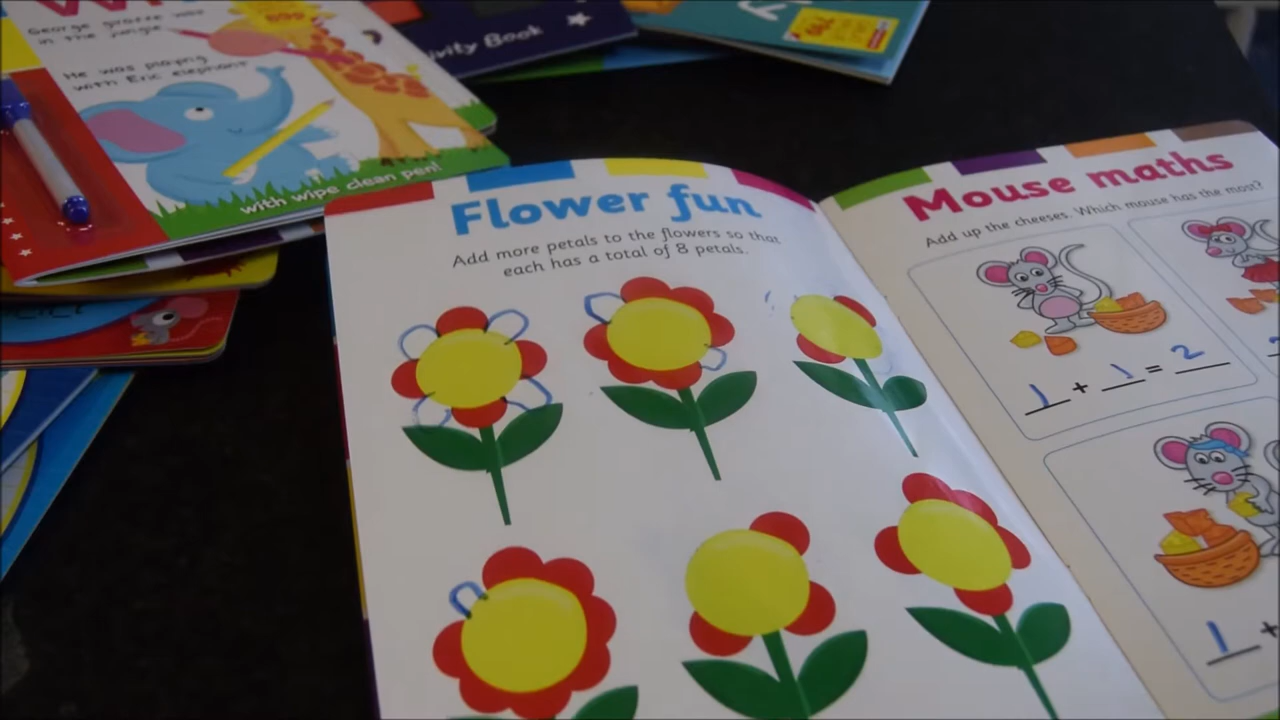 George giraffe was
in the jungle
He was playing
with Eric elephant
with wipe clean pen!
Activity Book
Flower fun
Add more petals to the flowers so that
each has a total of 8 petals.
Mouse maths
Add up the cheeses. Which mouse has the most?
1 + 1 = 2
1 +